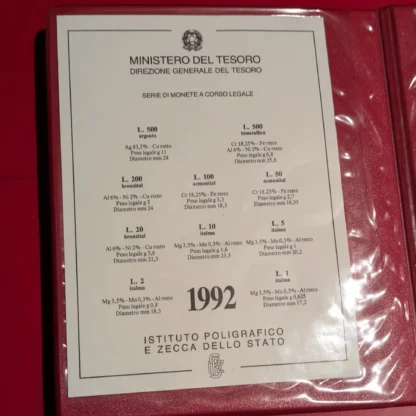 MINISTERO DEL TESORO
DIREZIONE GENERALE DEL TESORO
SERIE DI MONETE A CORSO LEGALE
L. 500
argento
Ag 83,5% - Cu resto
Peso legale g 11
Diametro mm 29
L. 500
bimetallica
Cr 18,25% - Fe resto
Al 6% - Ni 2% - Cu resto
Peso legale g 6,8
Diametro mm 25,8
L. 200
bronzital
Al 6% - Ni 2% - Cu resto
Peso legale g 5
Diametro mm 24
L. 100
acmonital
Cr 18,25% - Fe resto
Peso legale g 3,3
Diametro mm 18,3
L. 50
acmonital
Cr 18,25% - Fe resto
Peso legale g 2,7
Diametro mm 16,55
L. 20
bronzital
Al 6% - Ni 2% - Cu resto
Peso legale g 3,6
Diametro mm 21,3
L. 10
italma
Mg 3,5% - Mn 0,3% - Al resto
Peso legale g 1,6
Diametro mm 23,3
L. 5
italma
Mg 3,5% - Mn 0,3% - Al resto
Peso legale g 1
Diametro mm 20,2
L. 2
italma
Mg 3,5% - Mn 0,3% - Al resto
Peso legale g 0,8
Diametro mm 18,3
L. 1
italma
Mg 3,5% - Mn 0,3% - Al resto
Peso legale g 0,625
Diametro mm 17,2
1992
ISTITUTO POLIGRAFICO
E ZECCA DELLO STATO